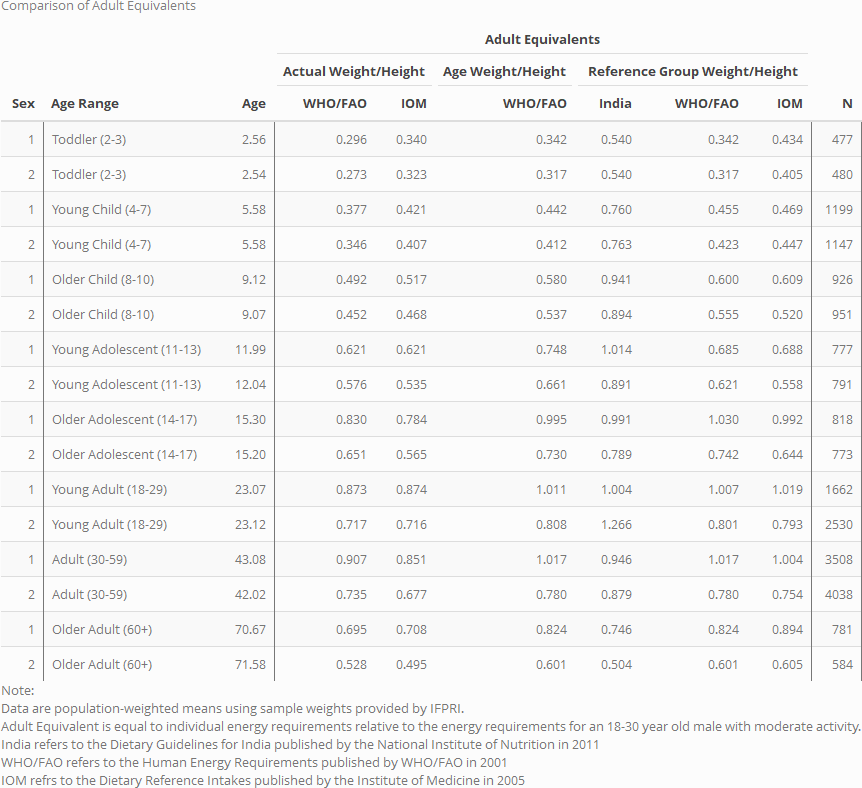 Comparison of Adult Equivalents
Adult Equivalents
Actual Weight/Height Age Weight/Height Reference Group Weight/Height
Sex Age Range Age WHO/FAO IOM WHO/FAO India WHO/FAO IOM N
1 Toddler (2-3) 2.56 0.296 0.340 0.342 0.540 0.342 0.434 477
2 Toddler (2-3) 2.54 0.273 0.323 0.317 0.540 0.317 0.405 480
1 Young Child (4-7) 5.58 0.377 0.421 0.442 0.760 0.455 0.469 1199
2 Young Child (4-7) 5.58 0.346 0.407 0.412 0.763 0.423 0.447 1147
1 Older Child (8-10) 9.12 0.492 0.517 0.580 0.941 0.600 0.609 926
2 Older Child (8-10) 9.07 0.452 0.468 0.537 0.894 0.555 0.520 951
1 Young Adolescent (11-13) 11.99 0.621 0.621 0.748 1.014 0.685 0.688 777
2 Young Adolescent (11-13) 12.04 0.576 0.535 0.661 0.891 0.621 0.558 791
1 Older Adolescent (14-17) 15.30 0.830 0.784 0.995 0.991 1.030 0.992 818
2 Older Adolescent (14-17) 15.20 0.651 0.565 0.730 0.789 0.742 0.644 773
1 Young Adult (18-29) 23.07 0.873 0.874 1.011 1.004 1.007 1.019 1662
2 Young Adult (18-29) 23.12 0.717 0.716 0.808 1.266 0.801 0.793 2530
1 Adult (30-59) 43.08 0.907 0.851 1.017 0.946 1.017 1.004 3508
2 Adult (30-59) 42.02 0.735 0.677 0.780 0.879 0.780 0.754 4038
1 Older Adult (60+) 70.67 0.695 0.708 0.824 0.746 0.824 0.894 781
2 Older Adult (60+) 71.58 0.528 0.495 0.601 0.504 0.601 0.605 584
Note:
Data are population-weighted means using sample weights provided by IFPRI.
Adult Equivalent is equal to individual energy requirements relative to the energy requirements for an 18-30 year old male with moderate activity.
India refers to the Dietary Guidelines for India published by the National Institute of Nutrition in 2011
WHO/FAO refers to the Human Energy Requirements published by WHO/FAO in 2001
IOM refrs to the Dietary Reference Intakes published by the Institute of Medicine in 2005